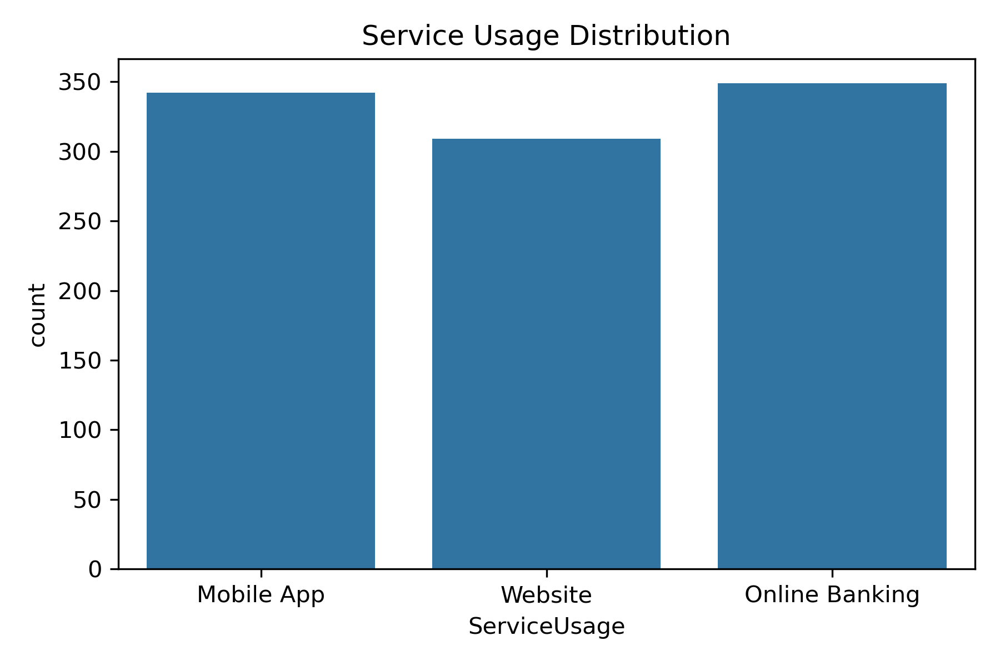 Service Usage Distribution
350
300
250
200
150
100
50
0
count
Mobile App
Website
Online Banking
ServiceUsage